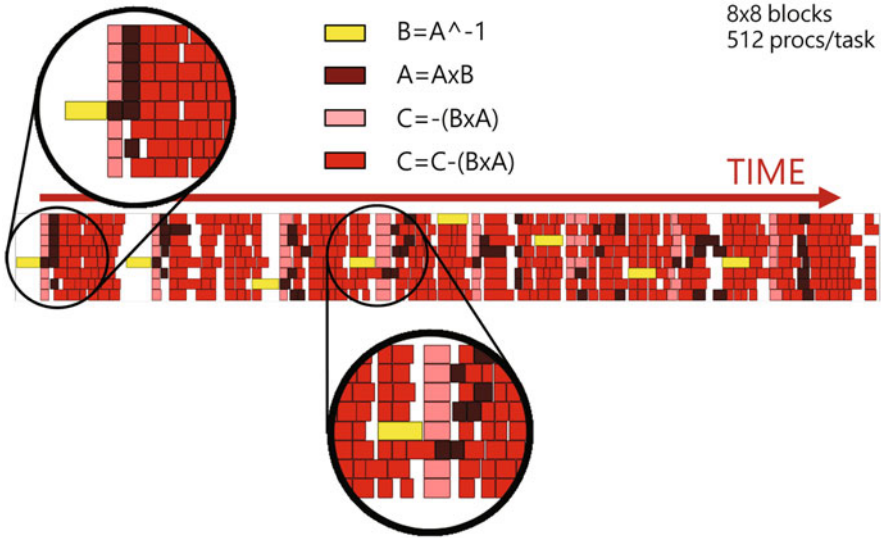 8x8 blocks
512 procs/task
B=A^-1
A=AxB
C=-(BxA)
C=C-(BxA)
TIME